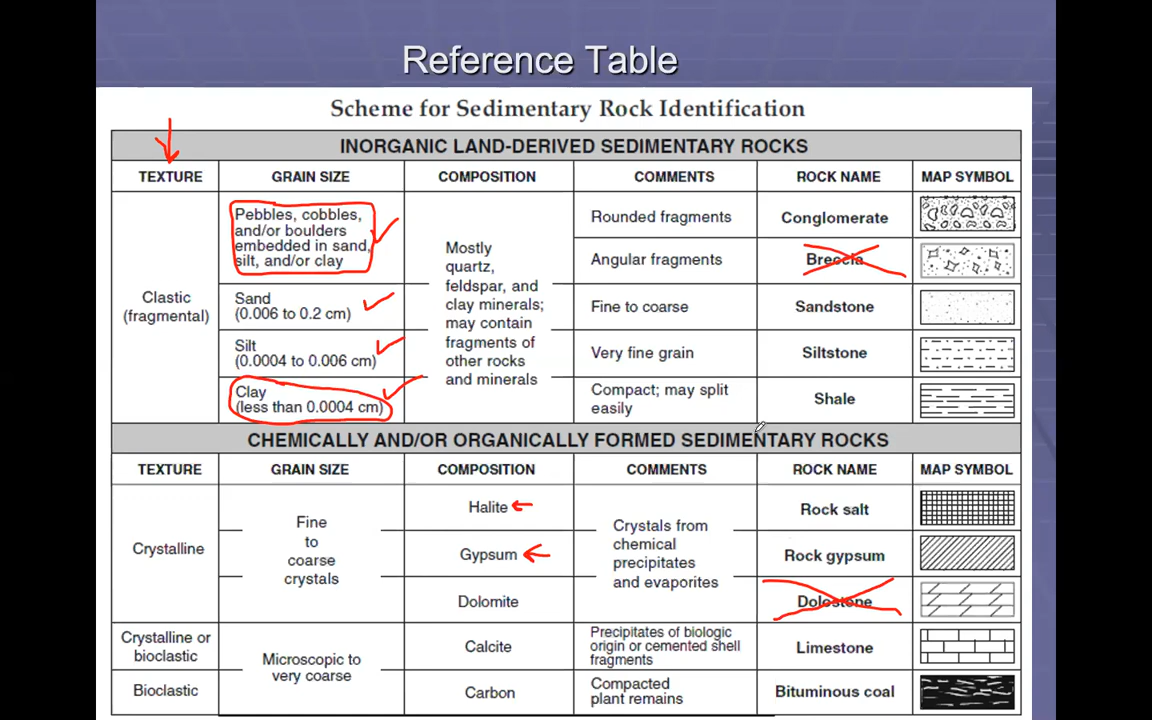 Reference Table
Scheme for Sedimentary Rock Identification
INORGANIC LAND-DERIVED SEDIMENTARY ROCKS
TEXTURE GRAIN SIZE COMPOSITION COMMENTS ROCK NAME MAP SYMBOL
Clastic
(fragmental)
Pebbles, cobbles,
and/or boulders
embedded in sand,
silt, and/or clay
Sand
(0.006 to 0.2 cm)
Silt
(0.0004 to 0.006 cm)
Clay
(less than 0.0004 cm)
Mostly
quartz,
feldspar, and
clay minerals;
may contain
fragments of
other rocks
and minerals
Rounded fragments
Conglomerate
Angular fragments
Breccia
Fine to coarse
Sandstone
Very fine grain
Siltstone
Compact; may split
easily
Shale
CHEMICALLY AND/OR ORGANICALLY FORMED SEDIMENTARY ROCKS
TEXTURE GRAIN SIZE COMPOSITION COMMENTS ROCK NAME MAP SYMBOL
Crystalline
Fine
to
coarse
crystals
Halite
Gypsum
Dolomite
Crystals from
chemical
precipitates
and evaporites
Rock salt
Rock gypsum
Dolostone
Crystalline or
bioclastic
Microscopic to
very coarse
Calcite
Precipitates of biologic
origin or cemented shell
fragments
Limestone
Bioclastic
Carbon
Compacted
plant remains
Bituminous coal